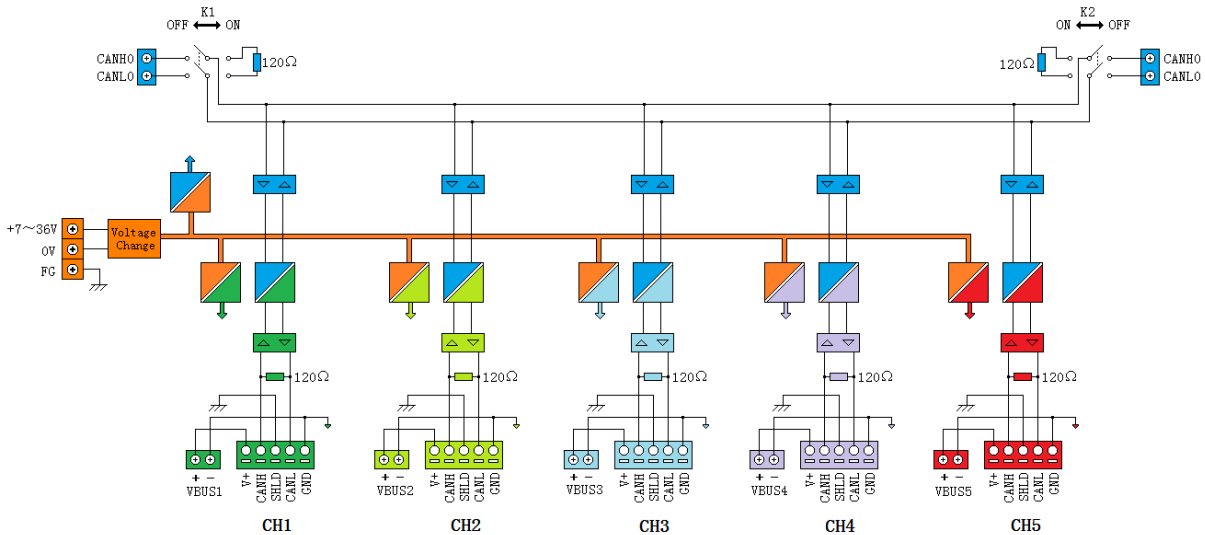 K1
OFF ON
K2
ON OFF
CANH0
CANL0
120Ω
120Ω
CANH0
CANL0
+7～36V
0V
FG
Voltage
Change
120Ω
120Ω
120Ω
120Ω
120Ω
+ −
VBUS1
V+
CANH
SHLD
CANL
GND
+ −
VBUS2
V+
CANH
SHLD
CANL
GND
+ −
VBUS3
V+
CANH
SHLD
CANL
GND
+ −
VBUS4
V+
CANH
SHLD
CANL
GND
+ −
VBUS5
V+
CANH
SHLD
CANL
GND
CH1
CH2
CH3
CH4
CH5